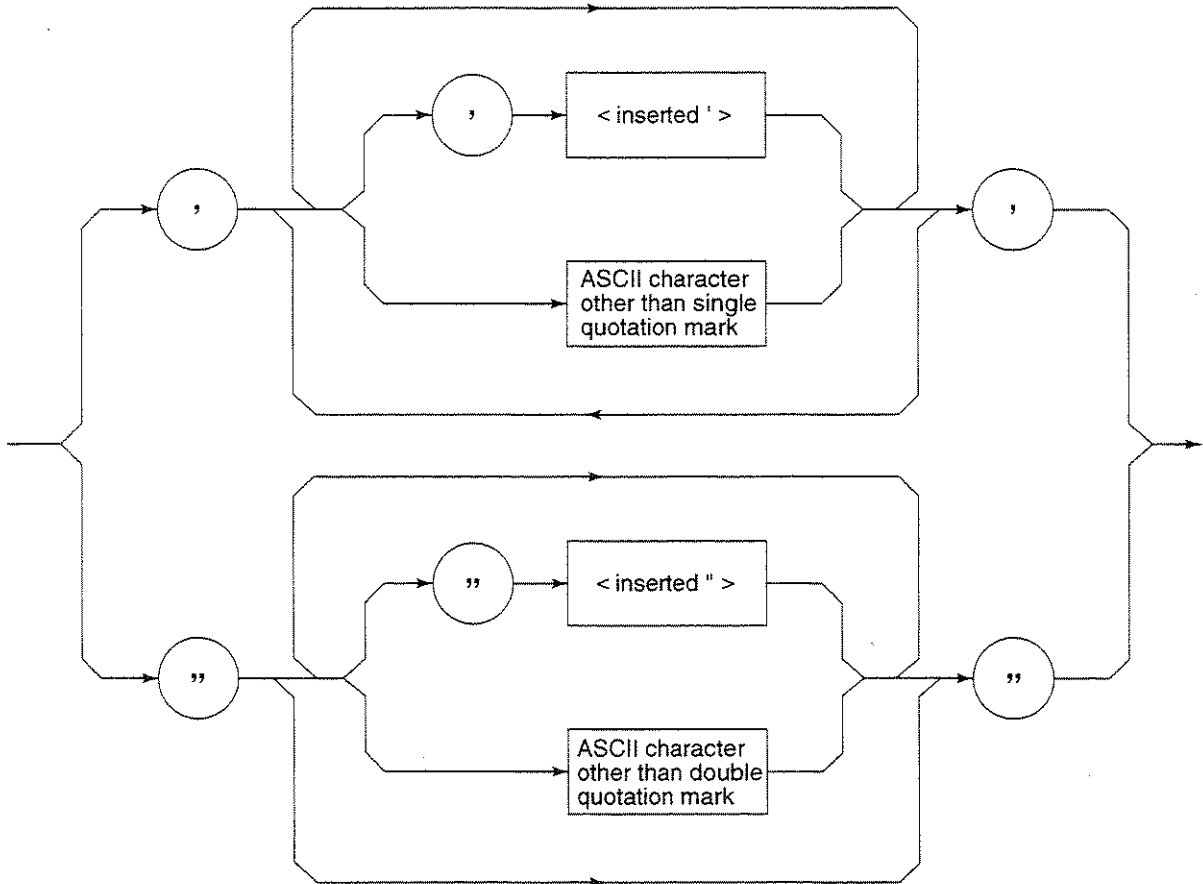 ’
< inserted ' >
’
’
ASCII character
other than single
quotation mark
”
< inserted " >
”
”
ASCII character
other than double
quotation mark